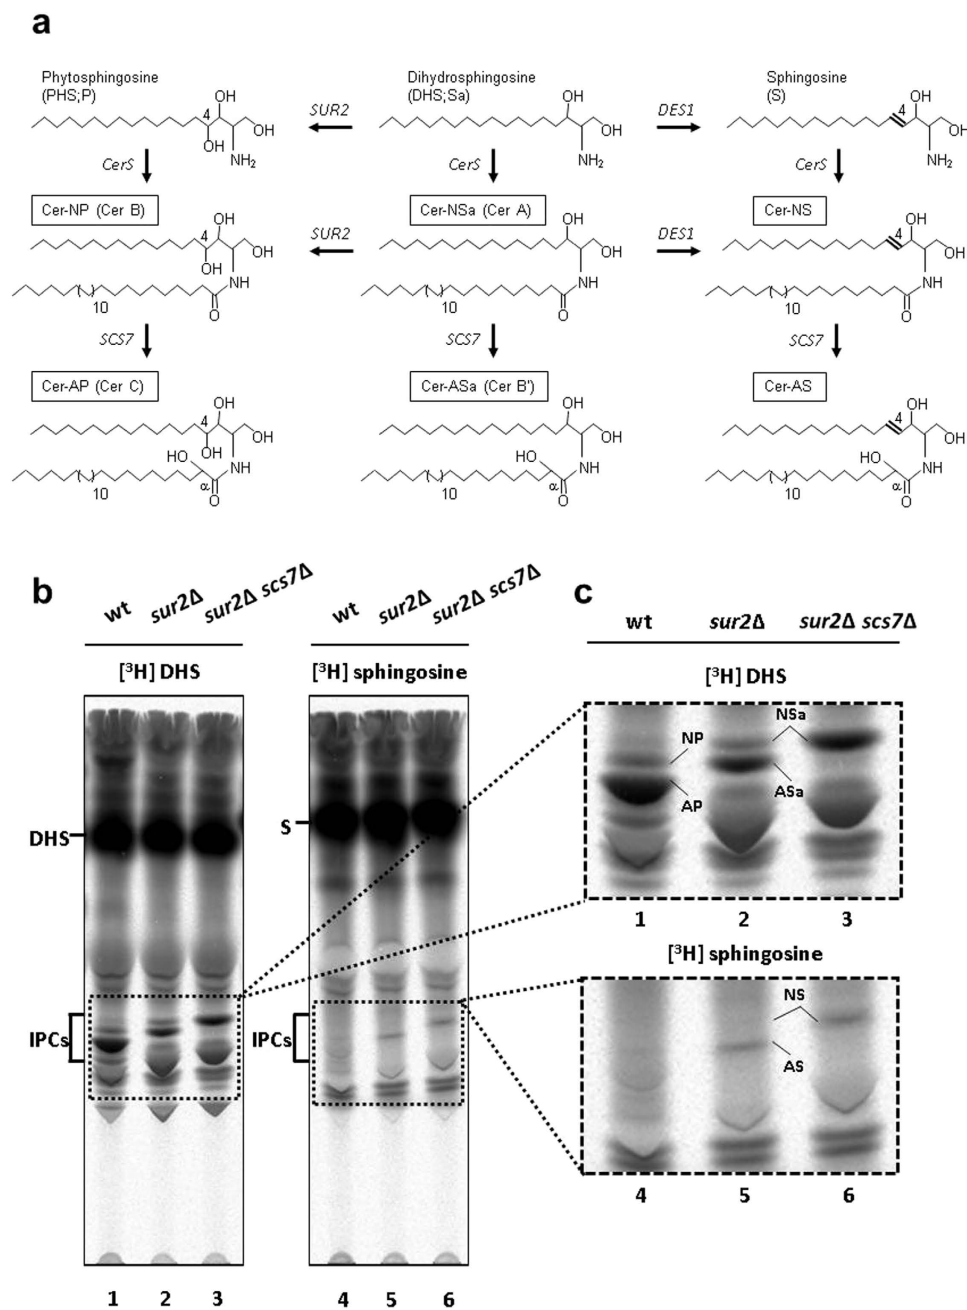 a
Phytosphingosine
(PHS;P)
Dihydrosphingosine
(DHS;Sa)
Sphingosine
(S)
OH
4
OH
OH
NH₂
SUR2
OH
OH
NH₂
DES1
OH
4
OH
NH₂
CerS
CerS
CerS
Cer-NP (Cer B)
Cer-NSa (Cer A)
Cer-NS
OH
4
OH
OH
NH
O
10
SUR2
OH
OH
NH
O
10
DES1
OH
4
OH
NH
O
10
SCS7
SCS7
SCS7
Cer-AP (Cer C)
Cer-ASa (Cer B')
Cer-AS
OH
4
OH
OH
HO
NH
α
O
10
OH
OH
HO
NH
α
O
10
OH
4
OH
HO
NH
α
O
10
b
wt
sur2Δ
sur2Δ scs7Δ
[³H] DHS
DHS
IPCs
1 2 3
wt
sur2Δ
sur2Δ scs7Δ
[³H] sphingosine
S
IPCs
4 5 6
c
wt sur2Δ sur2Δ scs7Δ
[³H] DHS
NSa
NP
AP
ASa
1 2 3
[³H] sphingosine
NS
AS
4 5 6